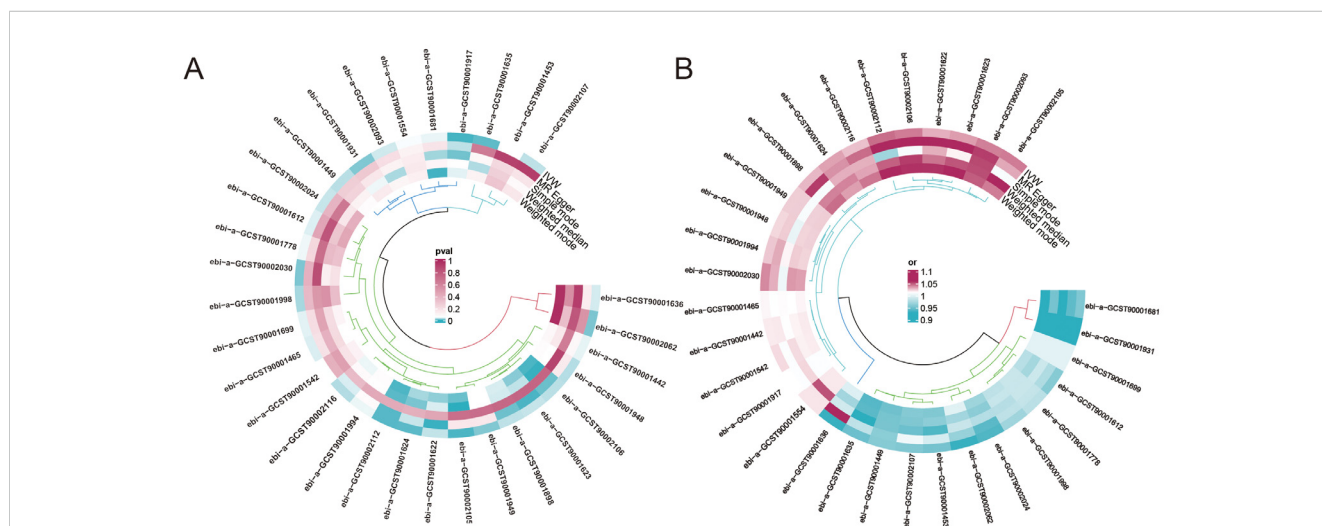 A
ebi-a-GCST90001917
ebi-a-GCST90001635
ebi-a-GCST90001453
ebi-a-GCST90002107
ebi-a-GCST90001681
ebi-a-GCST90001554
ebi-a-GCST90002093
ebi-a-GCST90001931
ebi-a-GCST90001449
ebi-a-GCST90002024
ebi-a-GCST90001612
ebi-a-GCST90001778
ebi-a-GCST90002030
ebi-a-GCST90001998
ebi-a-GCST90001699
ebi-a-GCST90001465
ebi-a-GCST90001542
ebi-a-GCST90002116
ebi-a-GCST90001994
ebi-a-GCST90002112
ebi-a-GCST90001624
ebi-a-GCST90001622
ebi-a-GCST90002105
ebi-a-GCST90001949
ebi-a-GCST90001898
ebi-a-GCST90001623
ebi-a-GCST90002106
ebi-a-GCST90001948
ebi-a-GCST90001442
ebi-a-GCST90002062
ebi-a-GCST90001636
IVW
MR Egger
Simple mode
Weighted median
Weighted mode
pval
1
0.8
0.6
0.4
0.2
0
B
bi-a-GCST90002106
ebi-a-GCST90001622
ebi-a-GCST90001623
ebi-a-GCST90002093
ebi-a-GCST90002105
ebi-a-GCST90002112
ebi-a-GCST90002116
ebi-a-GCST90001624
ebi-a-GCST90001898
ebi-a-GCST90001949
ebi-a-GCST90001948
ebi-a-GCST90001994
ebi-a-GCST90002030
ebi-a-GCST90001465
ebi-a-GCST90001442
ebi-a-GCST90001542
ebi-a-GCST90001917
ebi-a-GCST90001554
ebi-a-GCST90001636
ebi-a-GCST90001635
ebi-a-GCST90001449
ebi-a-GCST90002107
ebi-a-GCST90001453
ebi-a-GCST90002062
ebi-a-GCST90002024
ebi-a-GCST90001998
ebi-a-GCST90001778
ebi-a-GCST90001612
ebi-a-GCST90001699
ebi-a-GCST90001931
ebi-a-GCST90001681
IVW
MR Egger
Simple mode
Weighted median
Weighted mode
or
1.1
1.05
1
0.95
0.9